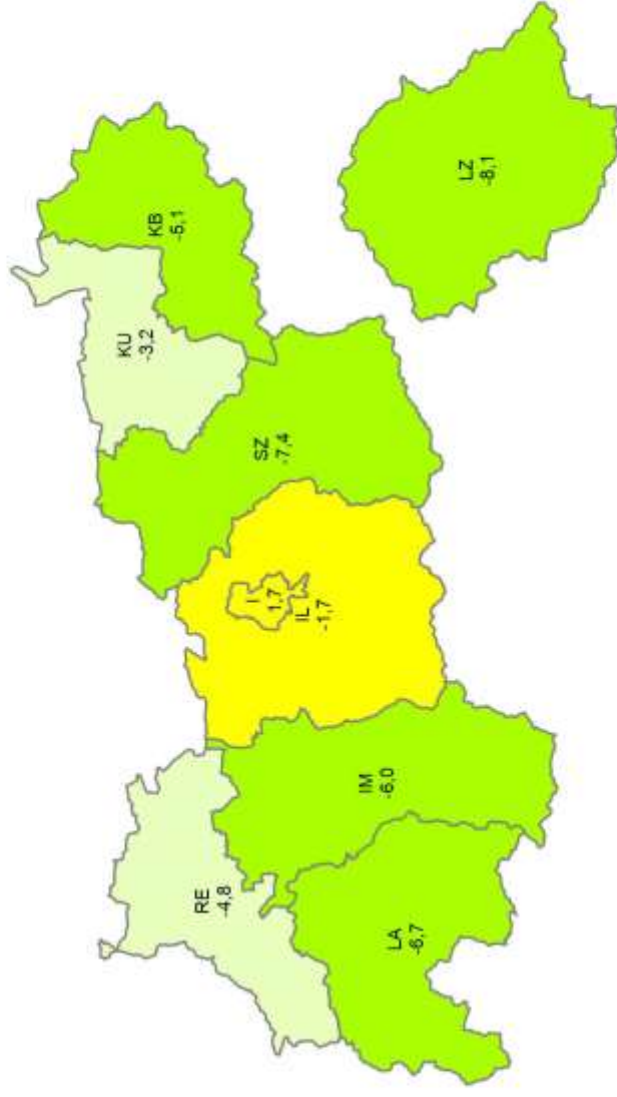 KB
-5,1
KU
-3,2
LZ
-8,1
SZ
-7,4
I
1,7
IL
-1,7
IM
-6,0
RE
-4,8
LA
-6,7